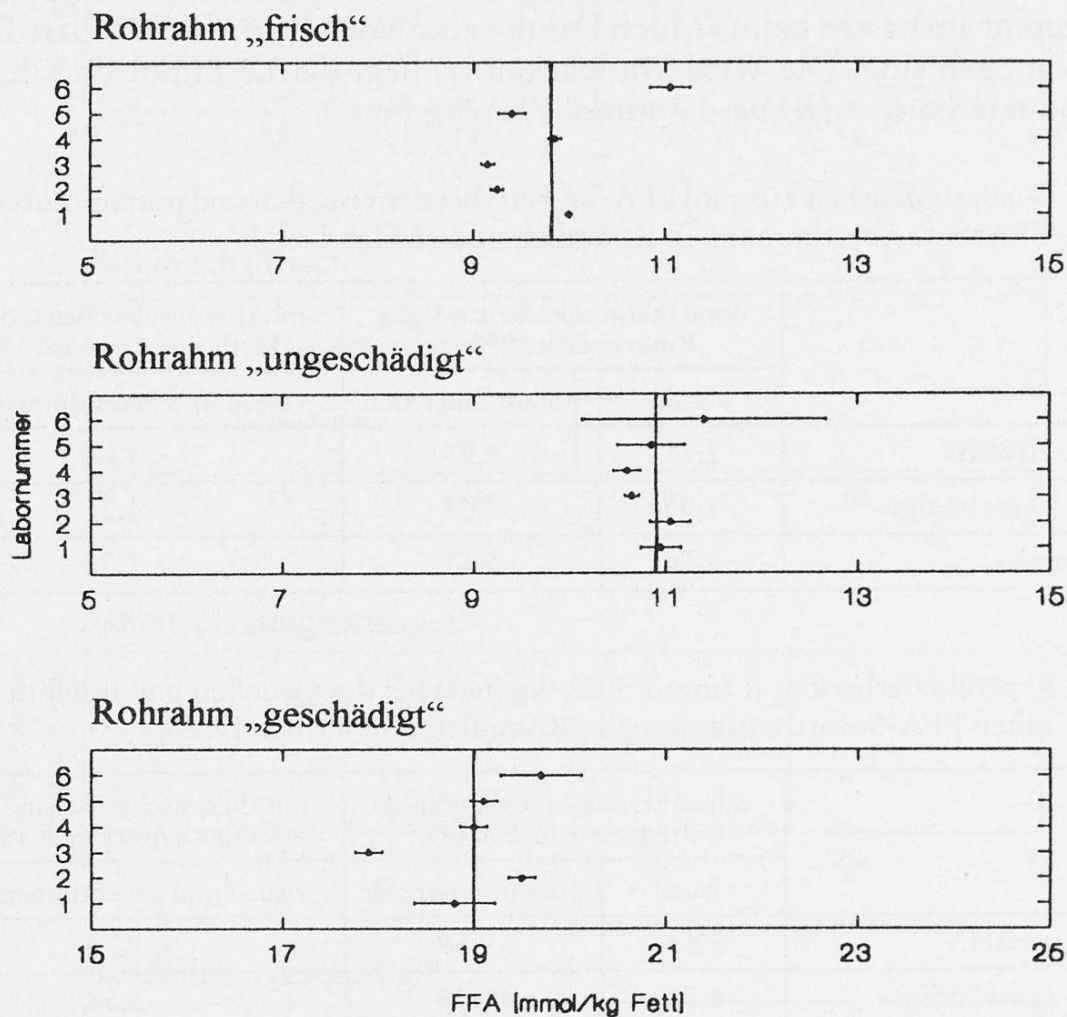 Rohrahm „frisch“
6
5
4
3
2
1
5 7 9 11 13 15
Rohrahm „ungeschädigt“
Labornummer
6
5
4
3
2
1
5 7 9 11 13 15
Rohrahm „geschädigt“
6
5
4
3
2
1
15 17 19 21 23 26
FFA (mmol/kg Fett)